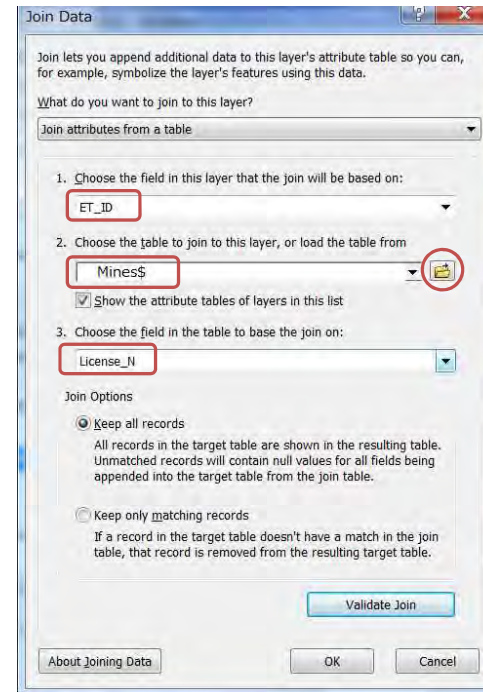 Join Data
Join lets you append additional data to this layer's attribute table so you can,
for example, symbolize the layer's features using this data.
What do you want to join to this layer?
Join attributes from a table
1. Choose the field in this layer that the join will be based on:
ET_ID
2. Choose the table to join to this layer, or load the table from
Mines$
Show the attribute tables of layers in this list
3. Choose the field in the table to base the join on:
License_N
Join Options
Keep all records
All records in the target table are shown in the resulting table.
Unmatched records will contain null values for all fields being
appended into the target table from the join table.
Keep only matching records
If a record in the target table doesn't have a match in the join
table, that record is removed from the resulting target table.
Validate Join
About Joining Data OK Cancel